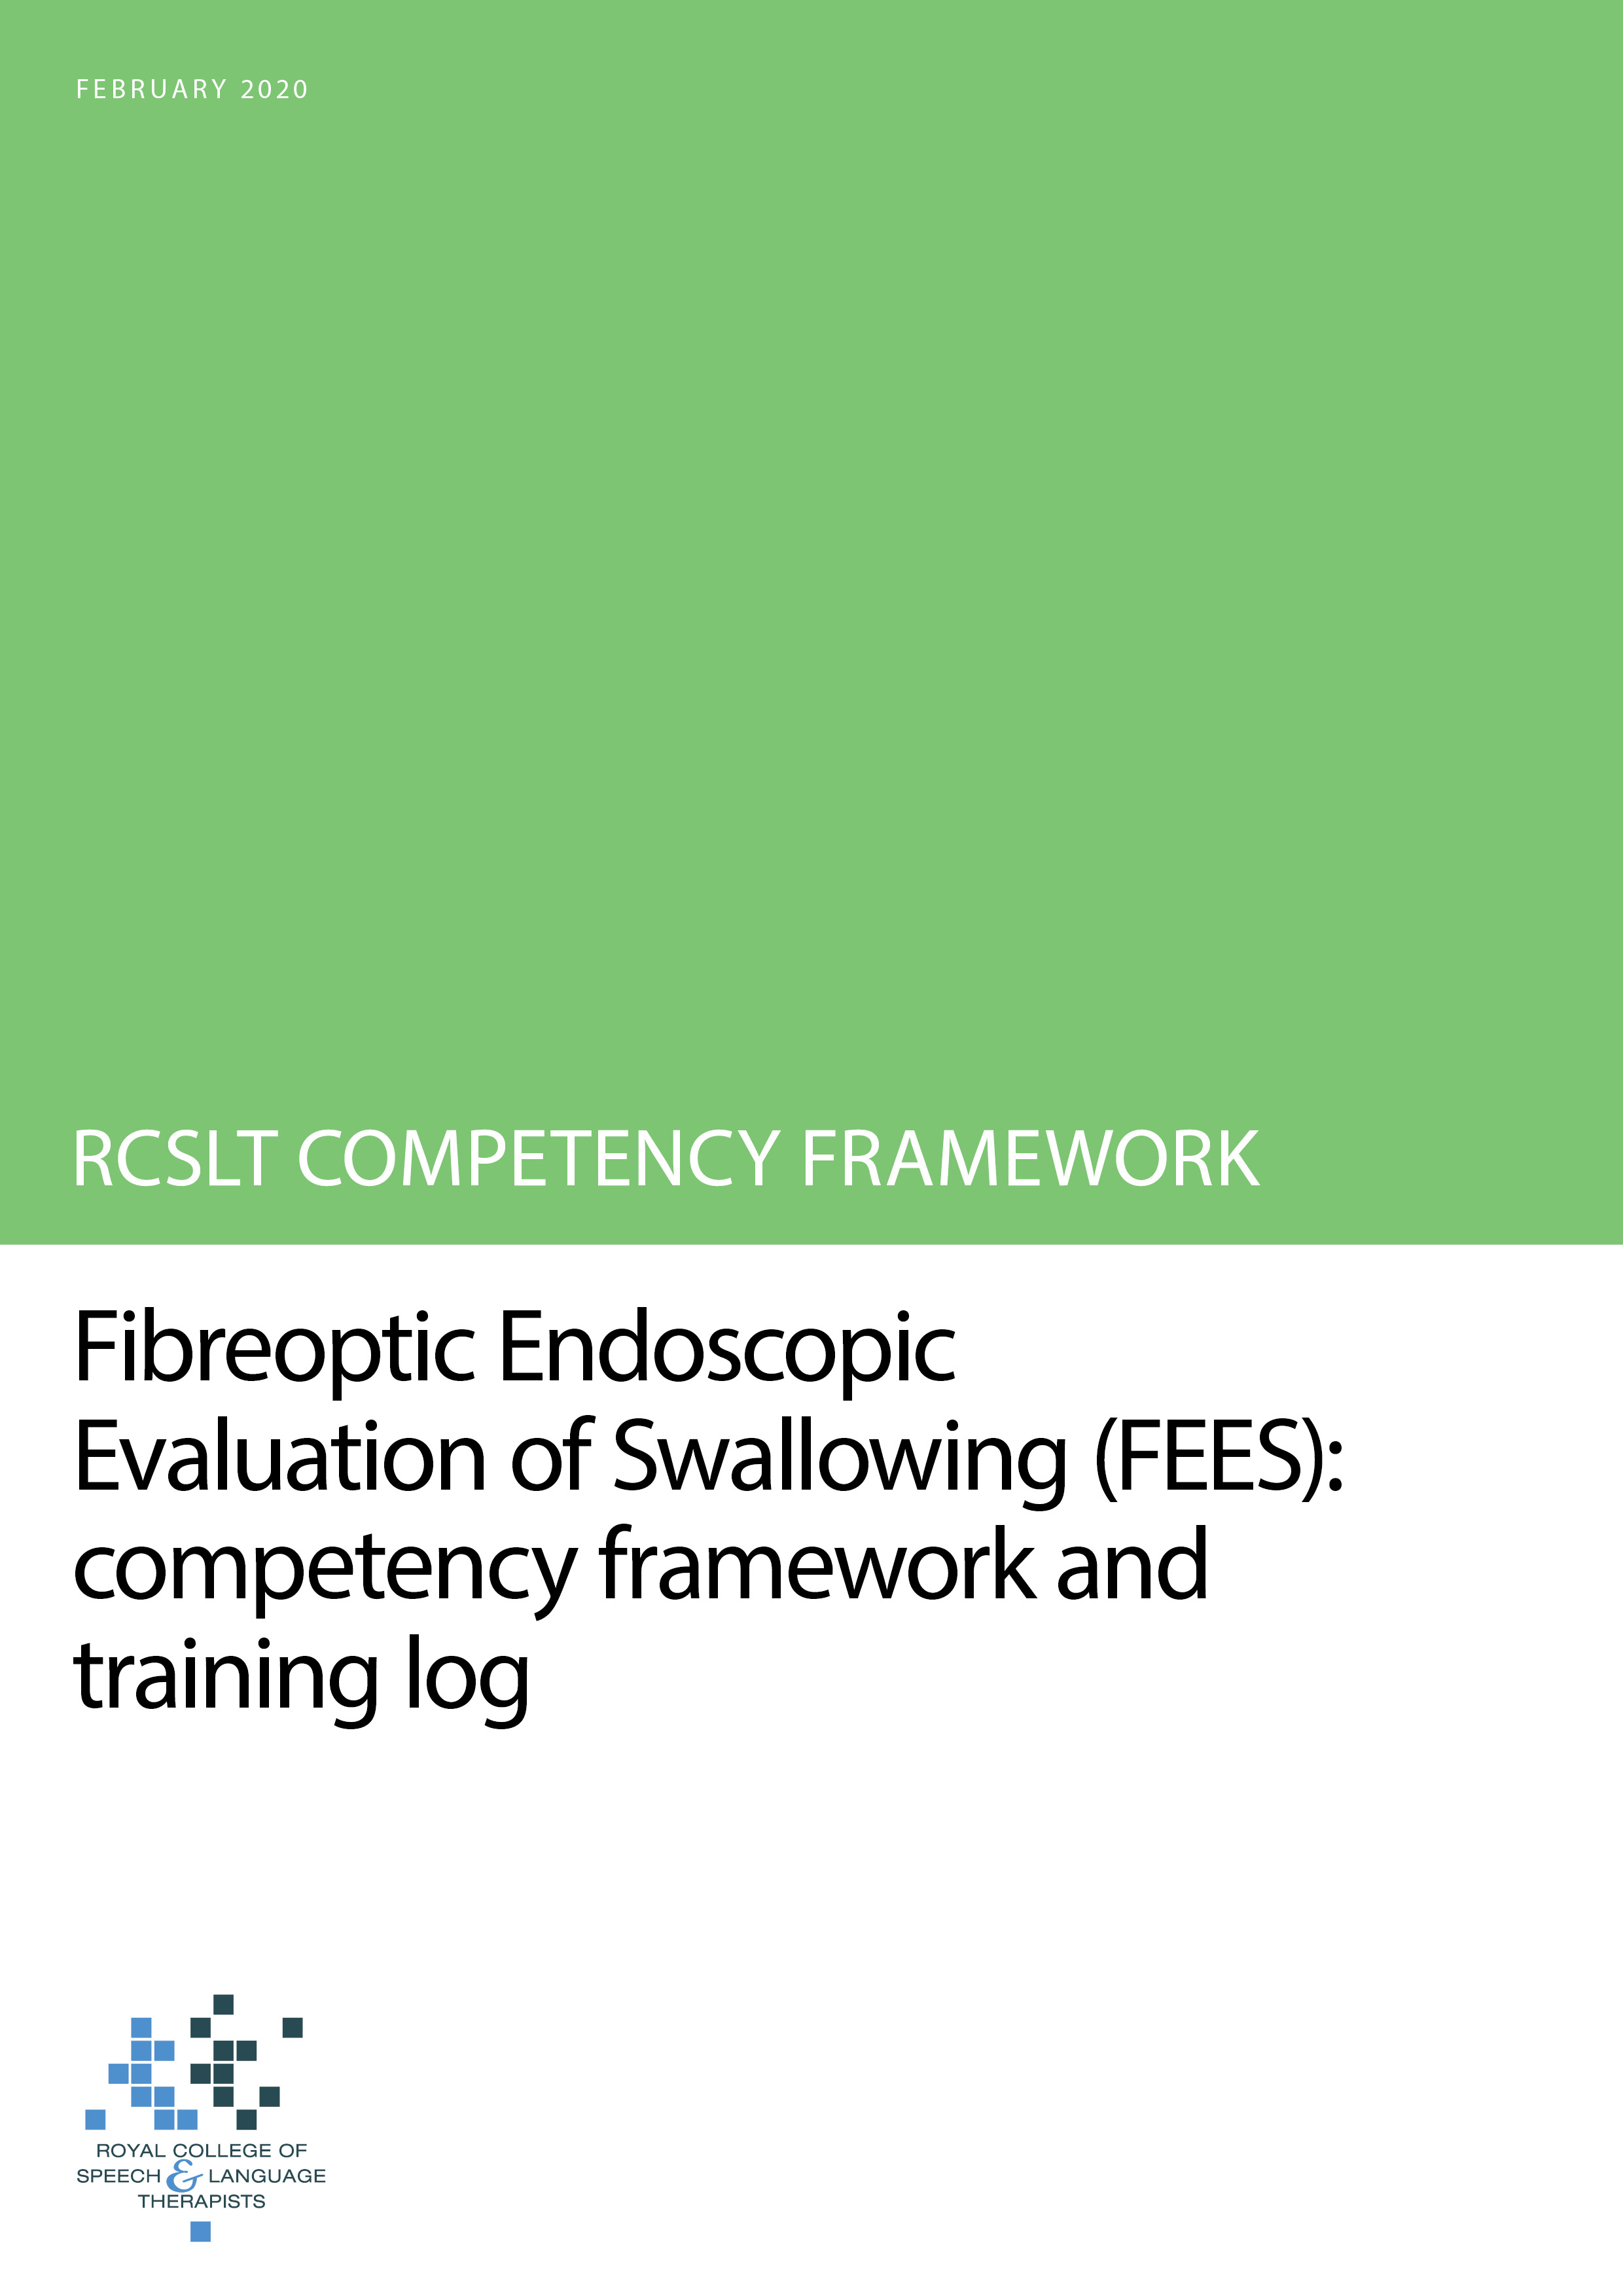 FEBRUARY 2020
RCSLT COMPETENCY FRAMEWORK
Fibreoptic Endoscopic
Evaluation of Swallowing (FEES):
competency framework and
training log
ROYAL COLLEGE OF
SPEECH & LANGUAGE
THERAPISTS